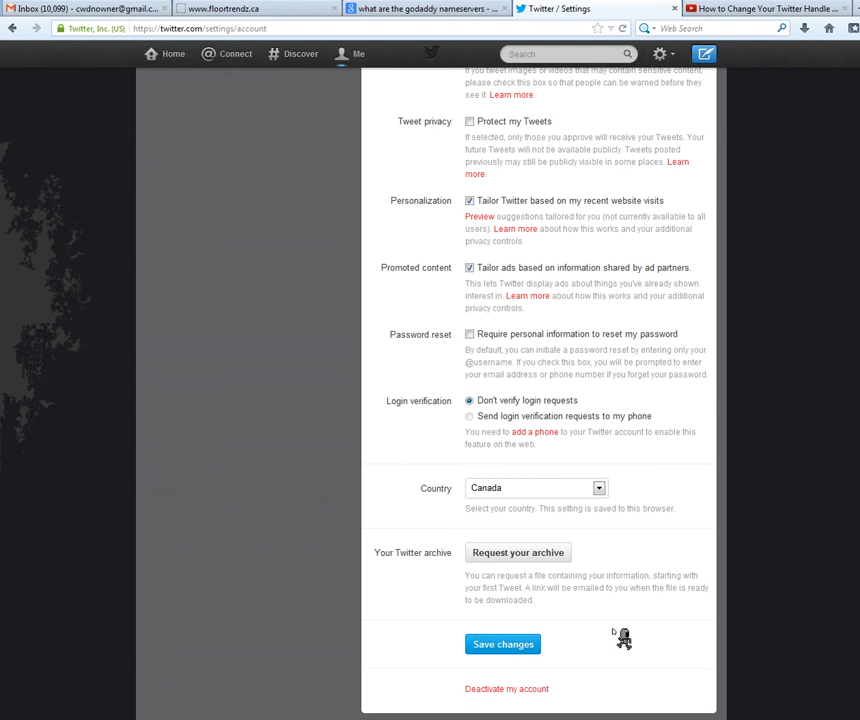 Inbox (10,099) - cwdnowner@gmail.c...
www.floortrendz.ca
what are the godaddy nameservers - ...
Twitter / Settings
How to Change Your Twitter Handle ...
Twitter, Inc. (US)
https://twitter.com/settings/account
Web Search
Home
Connect
Discover
Me
Search
If you tweet images or videos that may contain sensitive content,
please check this box so that people can be warned before they
see it. Learn more.
Tweet privacy
Protect my Tweets
If selected, only those you approve will receive your Tweets. Your
future Tweets will not be available publicly. Tweets posted
previously may still be publicly visible in some places. Learn
more.
Personalization
Tailor Twitter based on my recent website visits
Preview suggestions tailored for you (not currently available to all
users). Learn more about how this works and your additional
privacy controls.
Promoted content
Tailor ads based on information shared by ad partners.
This lets Twitter display ads about things you've already shown
interest in. Learn more about how this works and your additional
privacy controls.
Password reset
Require personal information to reset my password
By default, you can initiate a password reset by entering only your
@username. If you check this box, you will be prompted to enter
your email address or phone number if you forget your password.
Login verification
Don't verify login requests
Send login verification requests to my phone
You need to add a phone to your Twitter account to enable this
feature on the web.
Country
Canada
Select your country. This setting is saved to this browser.
Your Twitter archive
Request your archive
You can request a file containing your information, starting with
your first Tweet. A link will be emailed to you when the file is ready
to be downloaded.
Save changes
Deactivate my account